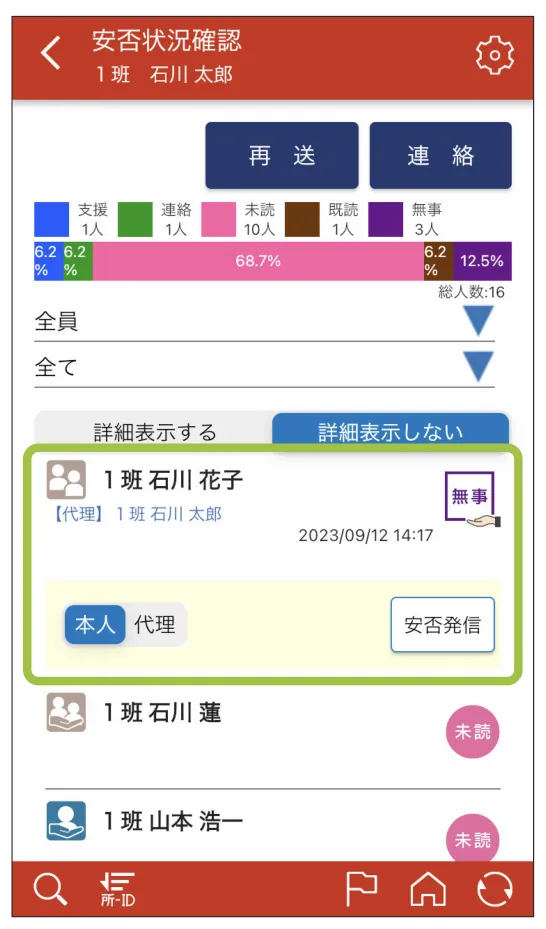 安否状況確認
1班 石川 太郎
再 送
連 絡
支援
1人
連絡
1人
未読
10人
既読
1人
無事
3人
6.2
%
6.2
%
68.7%
6.2
%
12.5%
総人数:16
全員
全て
詳細表示する
詳細表示しない
1班 石川 花子
【代理】1班 石川 太郎
無事
2023/09/12 14:17
本人
代理
安否発信
1班 石川 蓮
未読
1班 山本 浩一
未読
所-ID